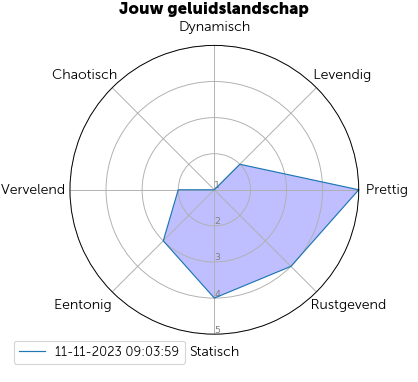 Jouw geluidslandschap
Dynamisch
Chaotisch
Levendig
Vervelend
1
Prettig
2
3
4
Eentonig
Rustgevend
5
11-11-2023 09:03:59
Statisch